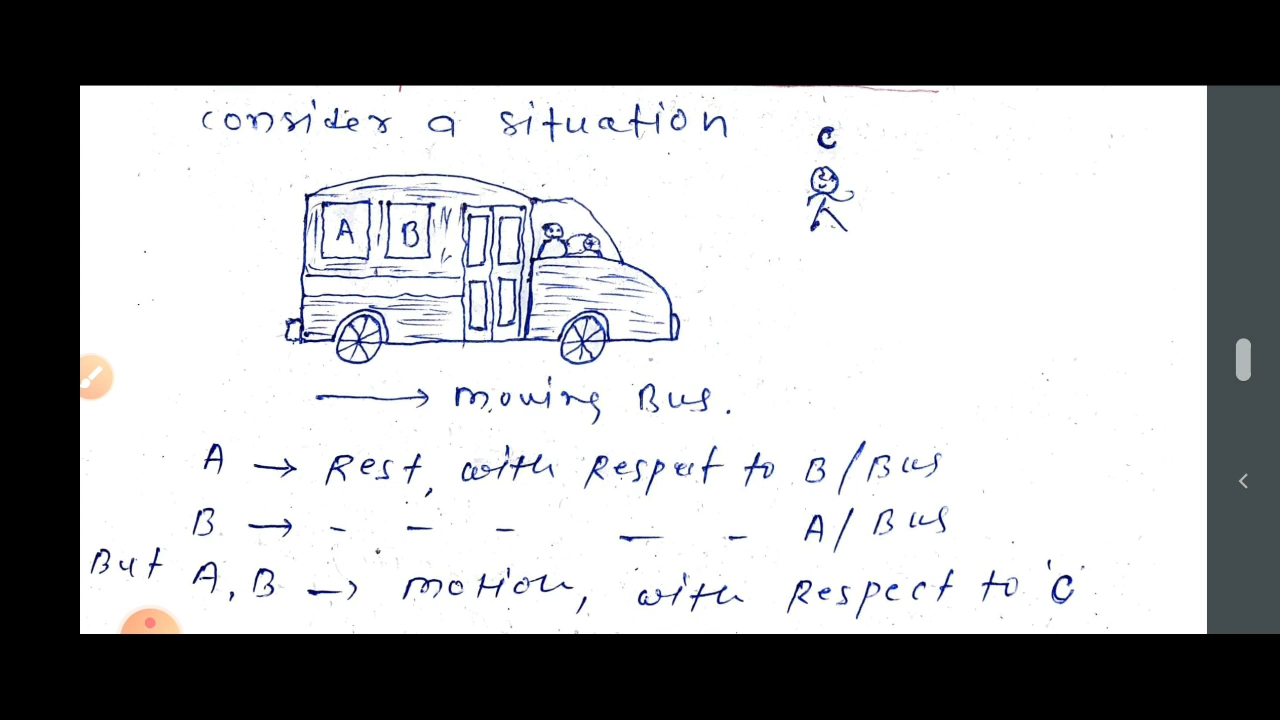 consider a situation
C
A B
→ moving Bus.
A → Rest, with Respect to B/Bus
B → - - - - - A/Bus
But A, B → motion, with Respect to 'C'